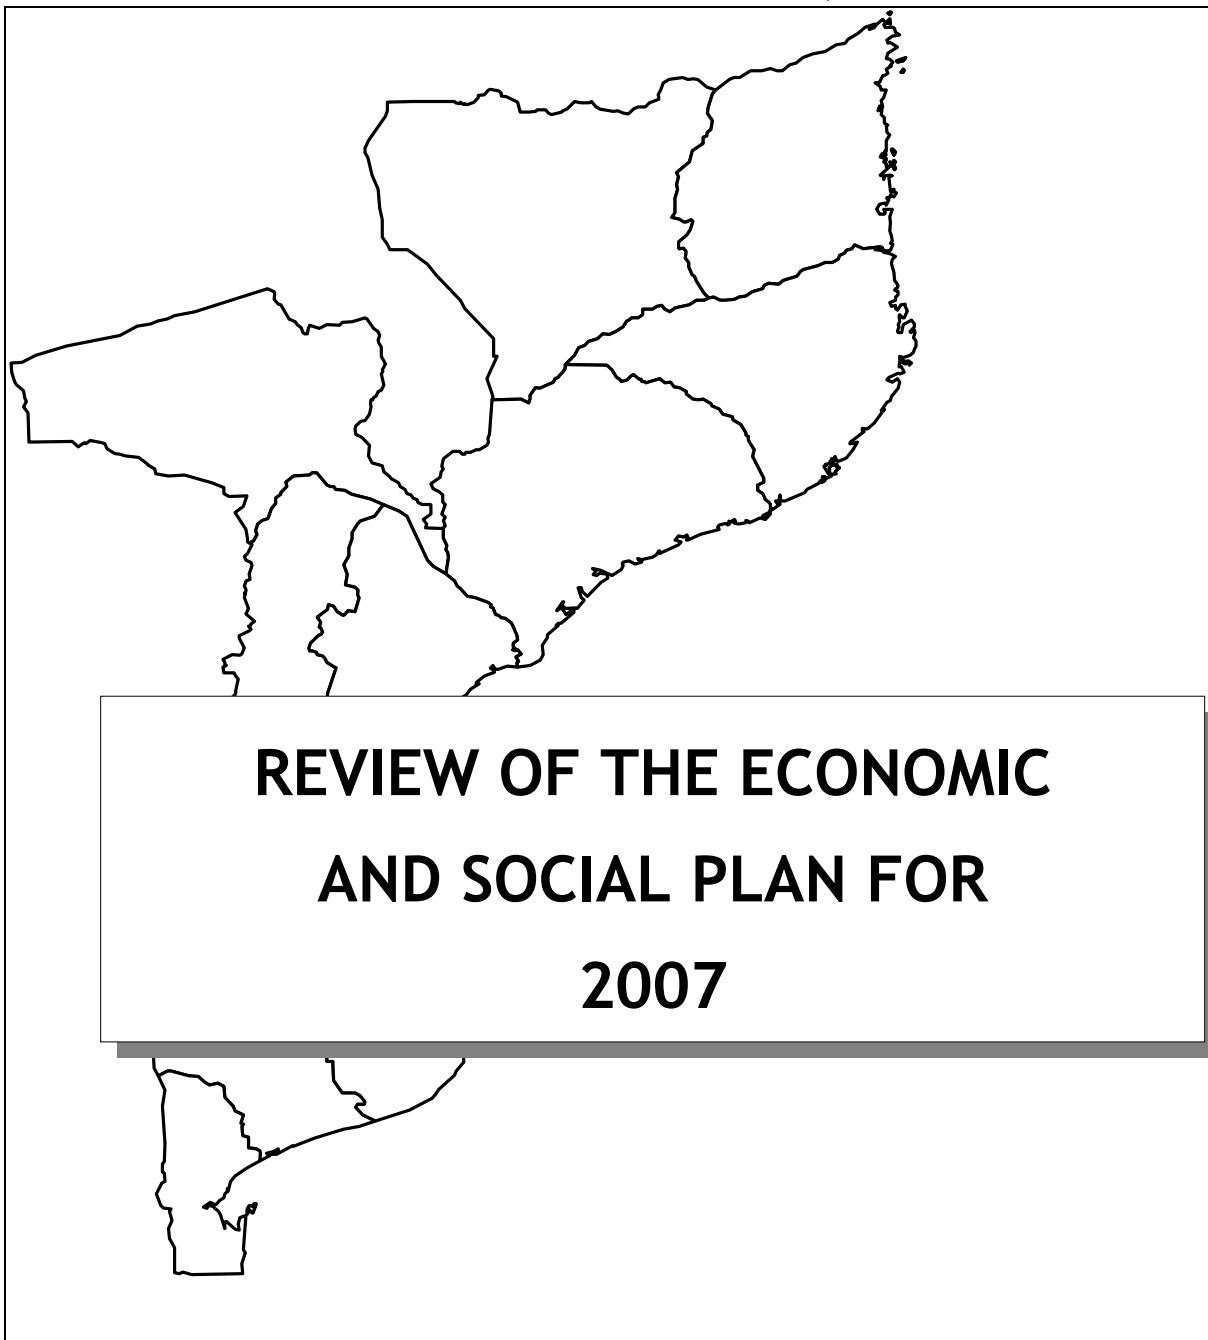 REVIEW OF THE ECONOMIC
AND SOCIAL PLAN FOR
2007